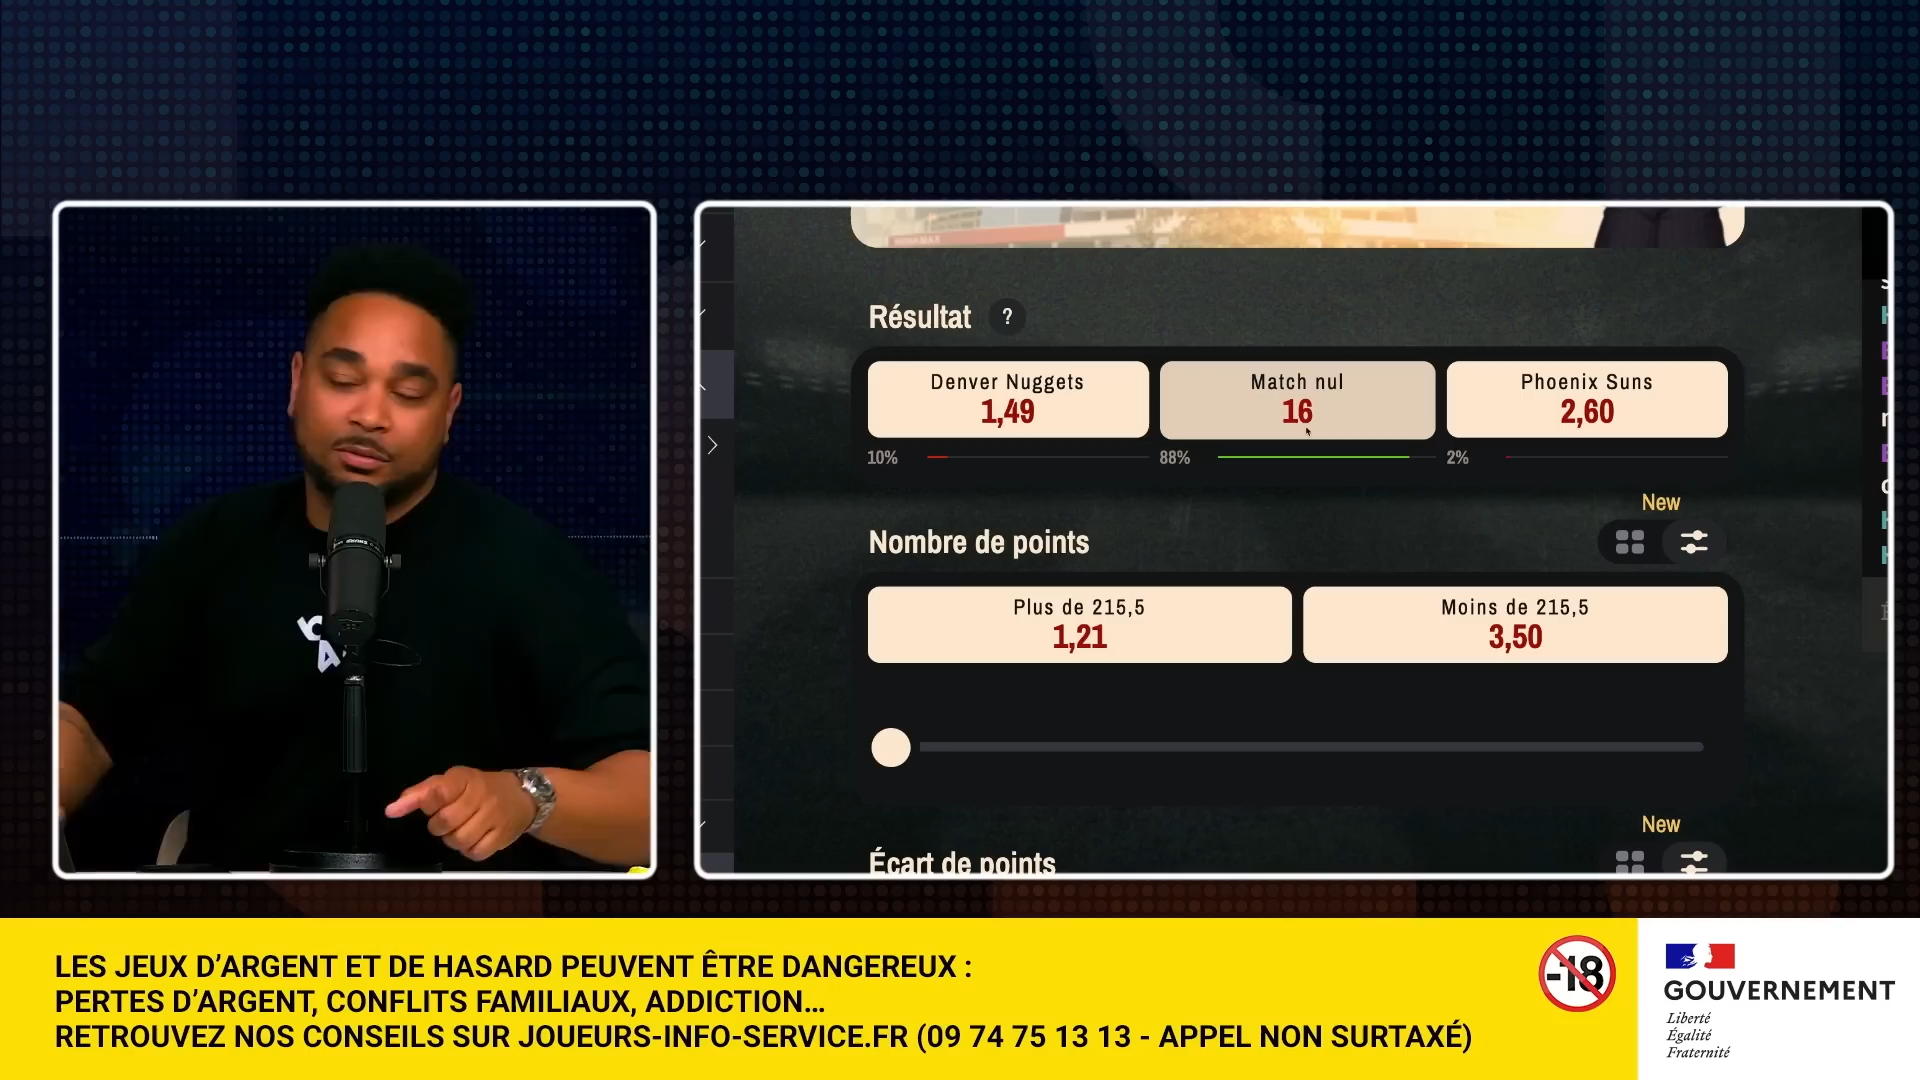 Résultat ?
Denver Nuggets
1,49
Match nul
16
Phoenix Suns
2,60
10%
88%
2%
New
Nombre de points
Plus de 215,5
1,21
Moins de 215,5
3,50
New
Écart de points
LES JEUX D’ARGENT ET DE HASARD PEUVENT ÊTRE DANGEREUX :
PERTES D’ARGENT, CONFLITS FAMILIAUX, ADDICTION...
RETROUVEZ NOS CONSEILS SUR JOUEURS-INFO-SERVICE.FR (09 74 75 13 13 - APPEL NON SURTAXÉ)
-18
GOUVERNEMENT
Liberté
Égalité
Fraternité